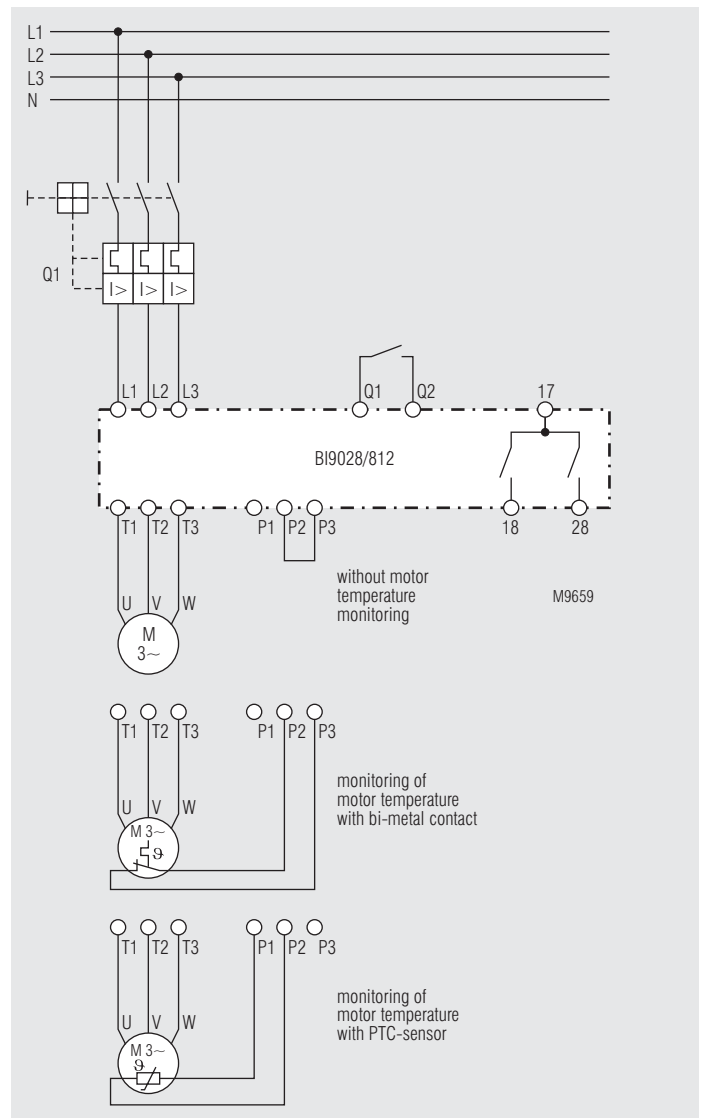 L1
L2
L3
N
Q1
I> I> I>
L1 L2 L3 Q1 Q2 17
BI9028/812
T1 T2 T3 P1 P2 P3 18 28
without motor
temperature
monitoring
M9659
U V W
M
3~
T1 T2 T3 P1 P2 P3
monitoring of
motor temperature
with bi-metal contact
U V W
M 3~
ϑ
T1 T2 T3 P1 P2 P3
monitoring of
motor temperature
with PTC-sensor
U V W
M 3~
ϑ